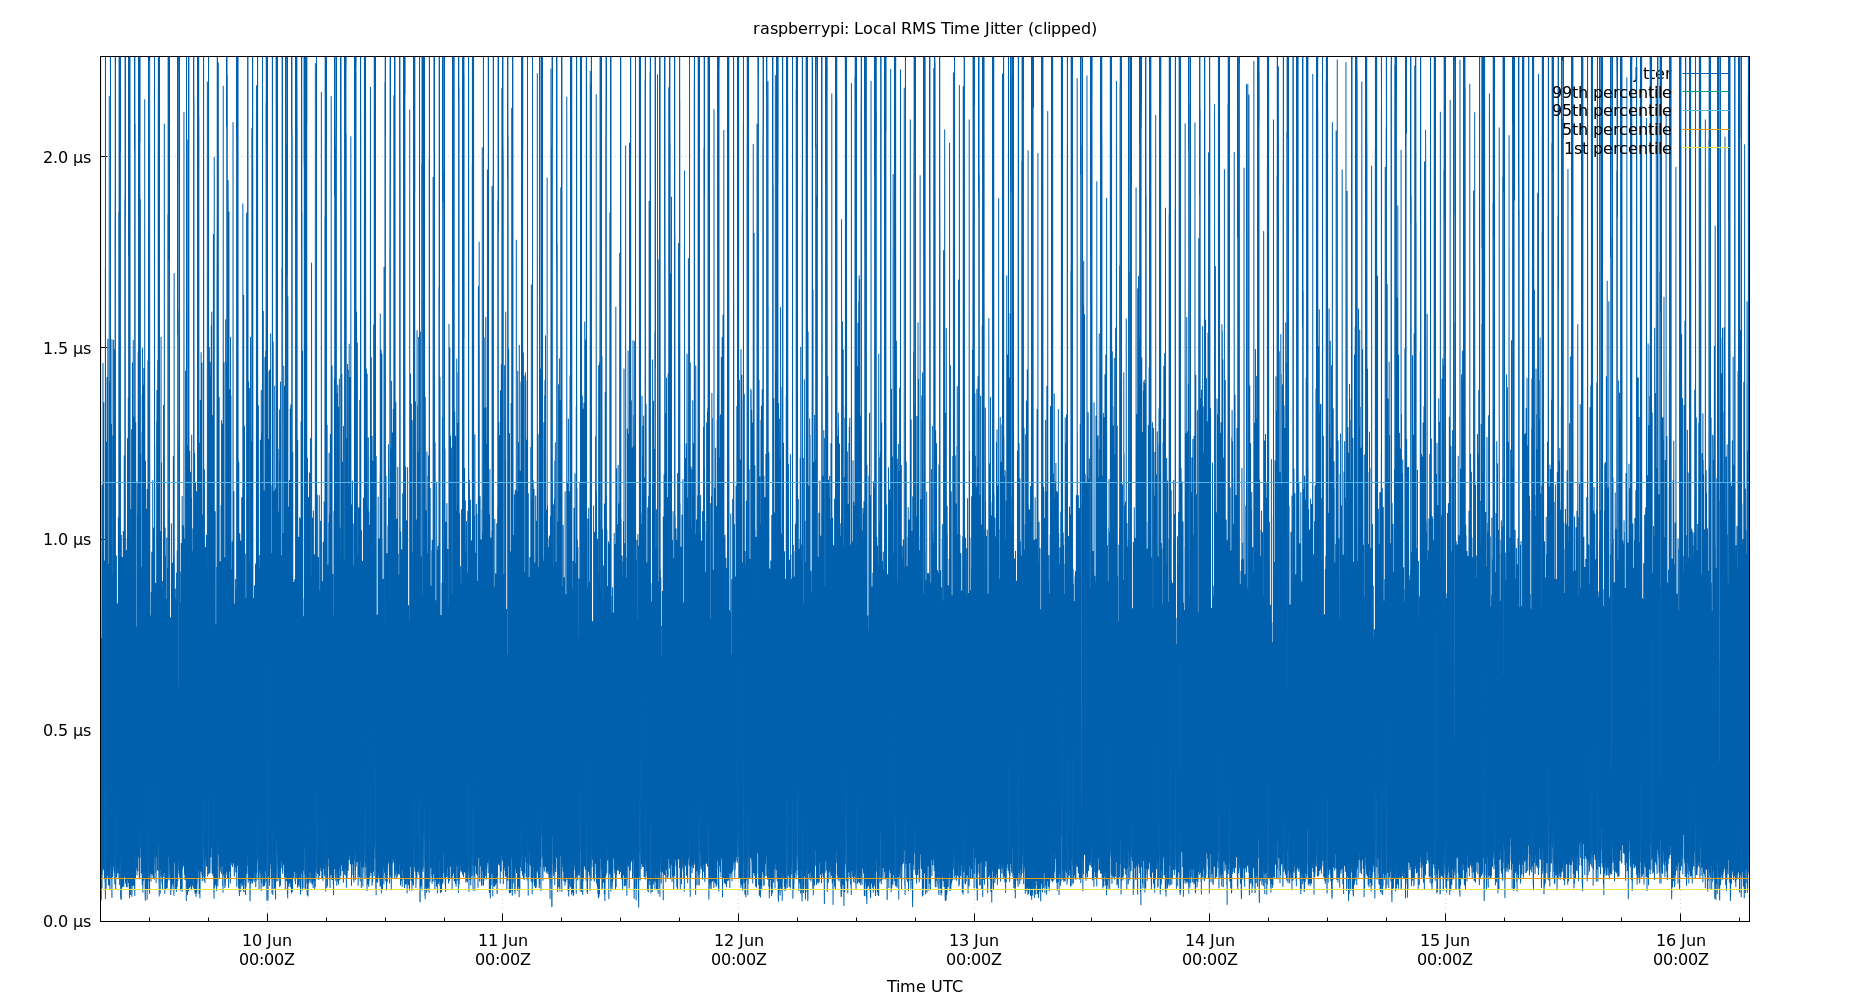 raspberrypi: Local RMS Time Jitter (clipped)
jitter
99th percentile
95th percentile
5th percentile
1st percentile
2.0 μs
1.5 μs
1.0 μs
0.5 μs
0.0 μs
10 Jun
00:00Z
11 Jun
00:00Z
12 Jun
00:00Z
13 Jun
00:00Z
14 Jun
00:00Z
15 Jun
00:00Z
16 Jun
00:00Z
Time UTC